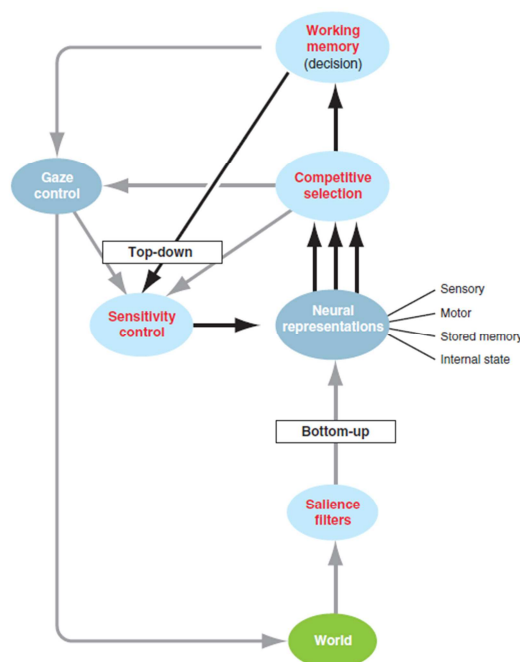 Working
memory
(decision)
Gaze
control
Competitive
selection
Top-down
Sensitivity
control
Neural
representations
Sensory
Motor
Stored memory
Internal state
Bottom-up
Salience
filters
World